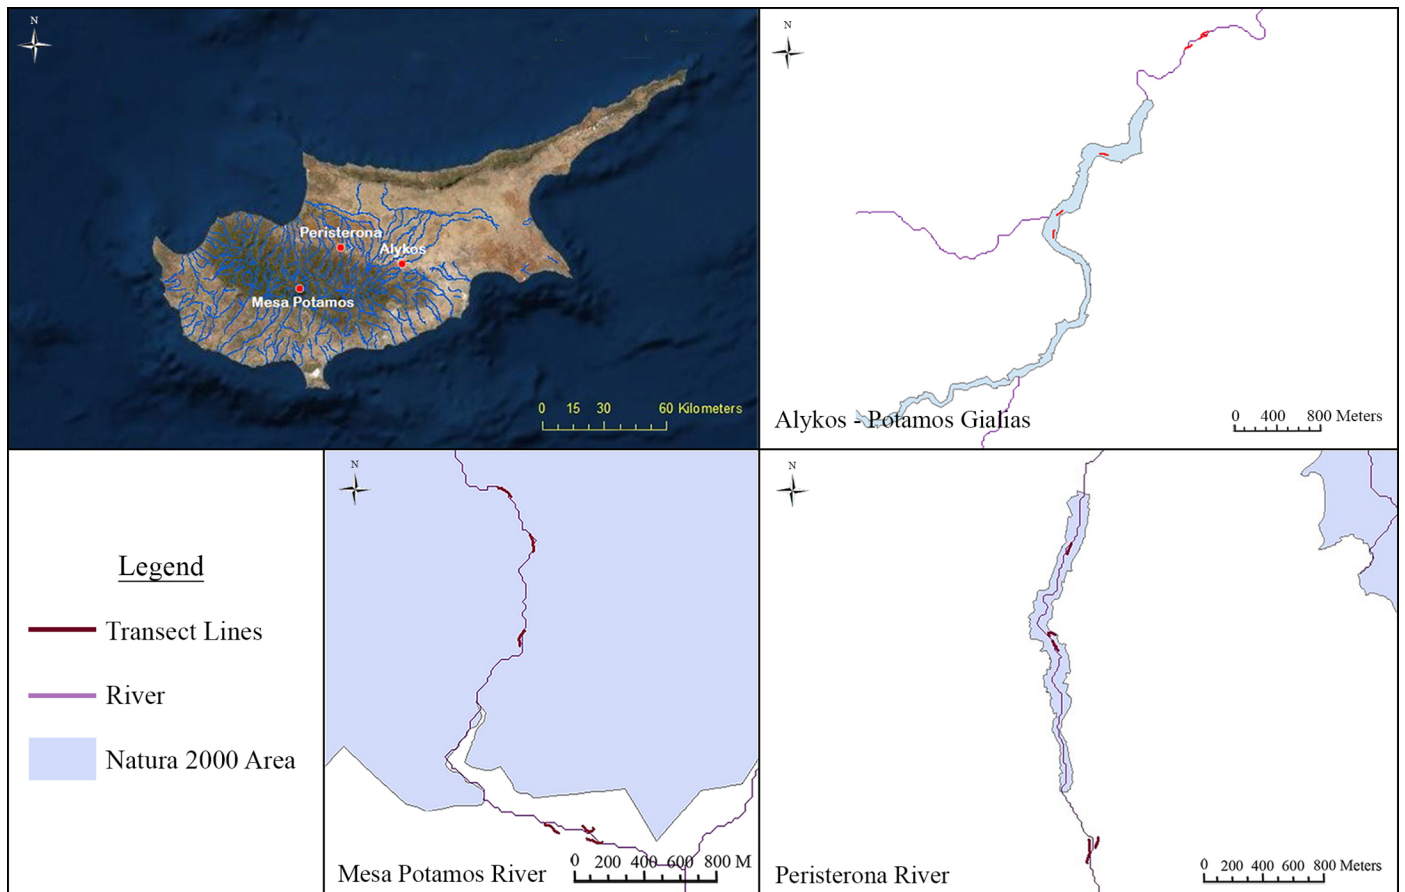 N
Peristerona
Alykos
Mesa Potamos
0 15 30 60 Kilometers
N
Alykos - Potamos Gialias
0 400 800 Meters
Legend
Transect Lines
River
Natura 2000 Area
N
Mesa Potamos River
0 200 400 600 800 M
N
Peristerona River
0 200 400 600 800 Meters